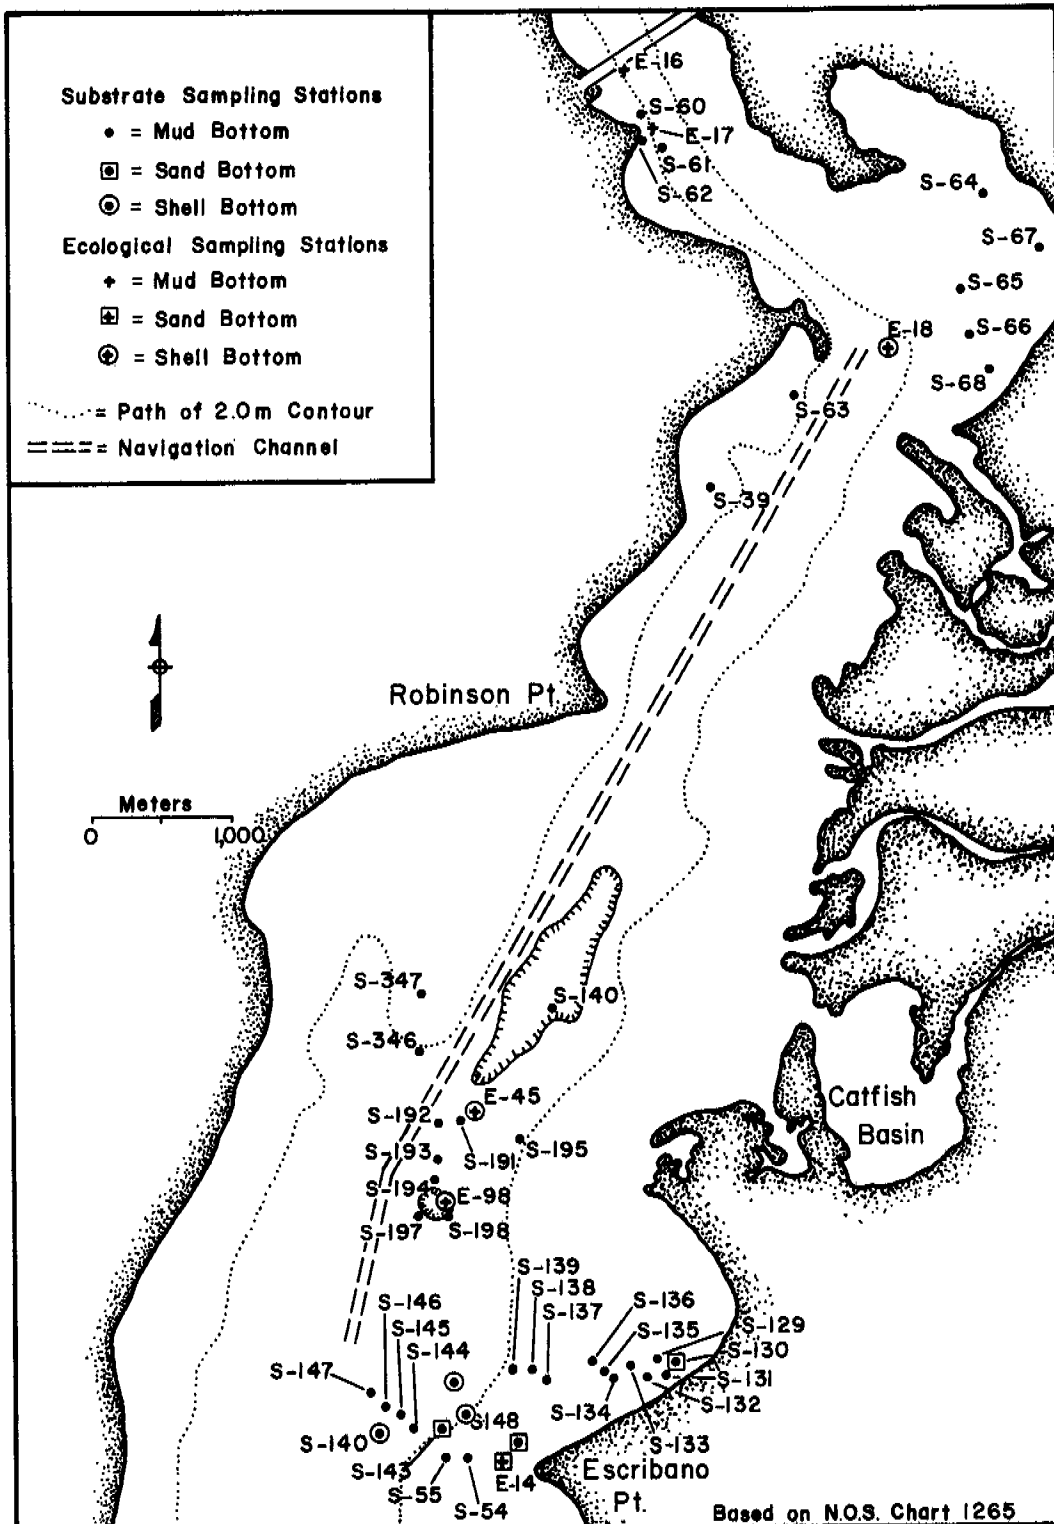 Substrate Sampling Stations
= Mud Bottom
= Sand Bottom
= Shell Bottom
Ecological Sampling Stations
= Mud Bottom
= Sand Bottom
= Shell Bottom
= Path of 2.0m Contour
= Navigation Channel
E-16
S-60
E-17
S-61
S-62
S-64
S-67
S-65
E-18
S-66
S-68
S-63
S-39
Robinson Pt.
Meters
0 1,000
S-347
S-140
S-346
E-45
Catfish
Basin
S-192
S-191
S-195
S-193
S-194
E-98
S-197
S-198
S-139
S-138
S-137
S-136
S-135
S-129
S-130
S-131
S-132
S-133
S-134
S-146
S-145
S-144
S-147
S-148
S-140
S-143
S-55
S-54
E-14
Escribano
Pt.
Based on N.O.S. Chart 1265